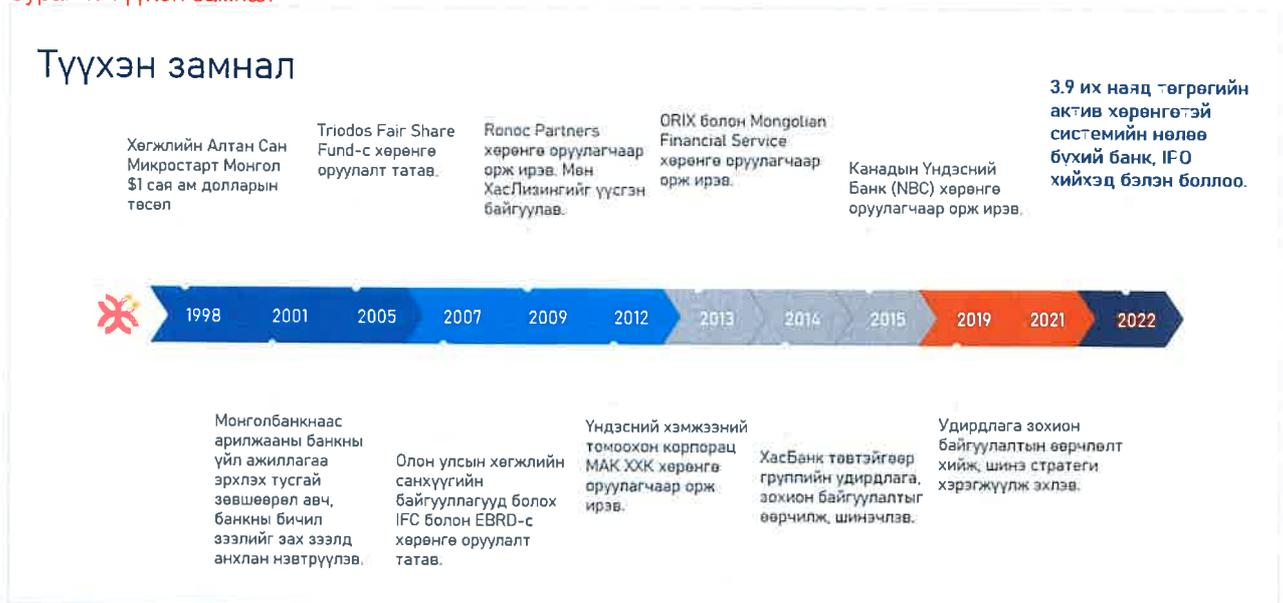 Түүхэн замнал
Хөгжлийн Алтан Сан
Микростарт Монгол
$1 сая ам долларын
төсөл
Triodos Fair Share
Fund-с хөрөнгө
оруулалт татав.
Ronoc Partners
хөрөнгө оруулагчаар
орж ирэв. Мөн
ХасЛизингийг үүсгэн
байгуулав.
ORIX болон Mongolian
Financial Service
хөрөнгө оруулагчаар
орж ирэв.
Канадын Үндэсний
Банк (NBC) хөрөнгө
оруулагчаар орж ирэв.
3.9 их наяд төгрөгийн
актив хөрөнгөтэй
системийн нөлөө
бүхий банк, IPO
хийхэд бэлэн боллоо.
1998 2001 2005 2007 2009 2012 2013 2014 2015 2019 2021 2022
Монголбанкнаас
арилжааны банкны
үйл ажиллагаа
эрхлэх тусгай
зөвшөөрөл авч,
банкны бичил
зээлийг зах зээлд
анхлан нэвтрүүлэв.
Олон улсын хөгжлийн
санхүүгийн
байгууллагууд болох
IFC болон EBRD-с
хөрөнгө оруулалт
татав.
Үндэсний хэмжээний
томоохон корпорац
МАК ХХК хөрөнгө
оруулагчаар орж
ирэв.
ХасБанк төвтэйгөөр
группийн удирдлага,
зохион байгуулалтыг
өөрчилж, шинэчлэв.
Удирдлага зохион
байгуулалтын өөрчлөлт
хийж, шинэ стратеги
хэрэгжүүлж эхлэв.